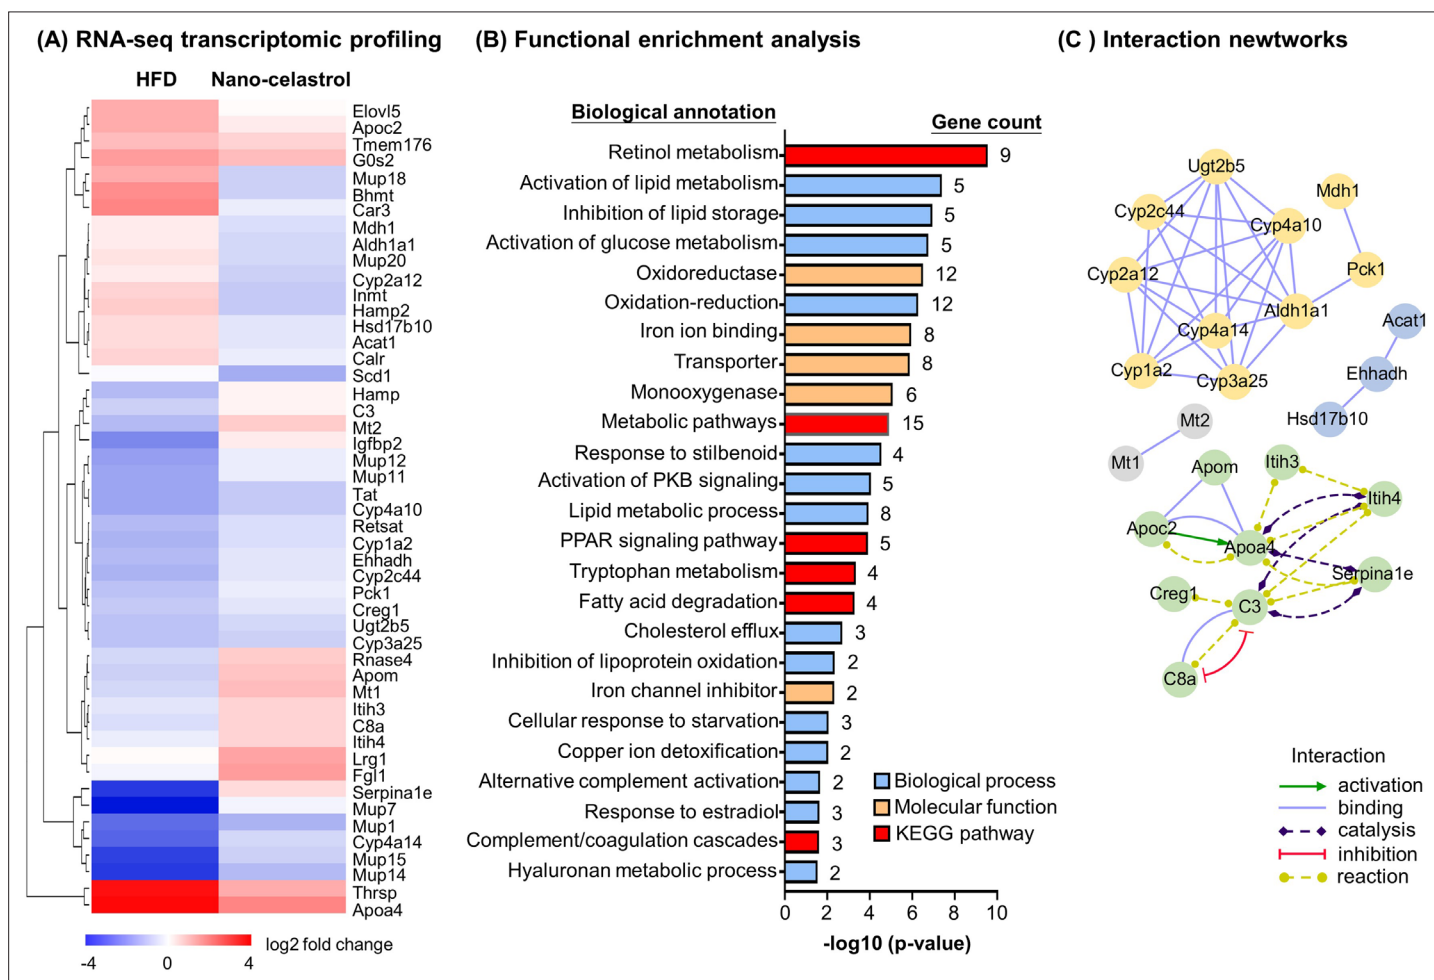 (A) RNA-seq transcriptomic profiling
HFD Nano-celastrol
Elovl5
Apoc2
Tmem176
G0s2
Mup18
Bhmt
Car3
Mdh1
Aldh1a1
Mup20
Cyp2a12
Inmt
Hamp2
Hsd17b10
Acat1
Calr
Scd1
Hamp
C3
Mt2
Igfbp2
Mup12
Mup11
Tat
Cyp4a10
Retsat
Cyp1a2
Ehhadh
Cyp2c44
Pck1
Creg1
Ugt2b5
Cyp3a25
Rnase4
Apom
Mt1
Itih3
C8a
Itih4
Lrg1
Fgl1
Serpina1e
Mup7
Mup1
Cyp4a14
Mup15
Mup14
Thrsp
Apoa4
log2 fold change
-4 0 4
(B) Functional enrichment analysis
Biological annotation
Gene count
Retinol metabolism 9
Activation of lipid metabolism 5
Inhibition of lipid storage 5
Activation of glucose metabolism 5
Oxidoreductase 12
Oxidation-reduction 12
Iron ion binding 8
Transporter 8
Monooxygenase 6
Metabolic pathways 15
Response to stilbenoid 4
Activation of PKB signaling 5
Lipid metabolic process 8
PPAR signaling pathway 5
Tryptophan metabolism 4
Fatty acid degradation 4
Cholesterol efflux 3
Inhibition of lipoprotein oxidation 2
Iron channel inhibitor 2
Cellular response to starvation 3
Copper ion detoxification 2
Alternative complement activation 2
Response to estradiol 3
Complement/coagulation cascades 3
Hyaluronan metabolic process 2
Biological process
Molecular function
KEGG pathway
0 2 4 6 8 10
-log10 (p-value)
(C ) Interaction newtworks
Ugt2b5
Mdh1
Cyp2c44
Cyp4a10
Cyp2a12
Pck1
Aldh1a1
Cyp4a14
Acat1
Cyp1a2
Cyp3a25
Ehhadh
Hsd17b10
Mt2
Mt1
Apom
Itih3
Itih4
Apoc2
Apoa4
Serpina1e
Creg1
C3
C8a
Interaction
activation
binding
catalysis
inhibition
reaction